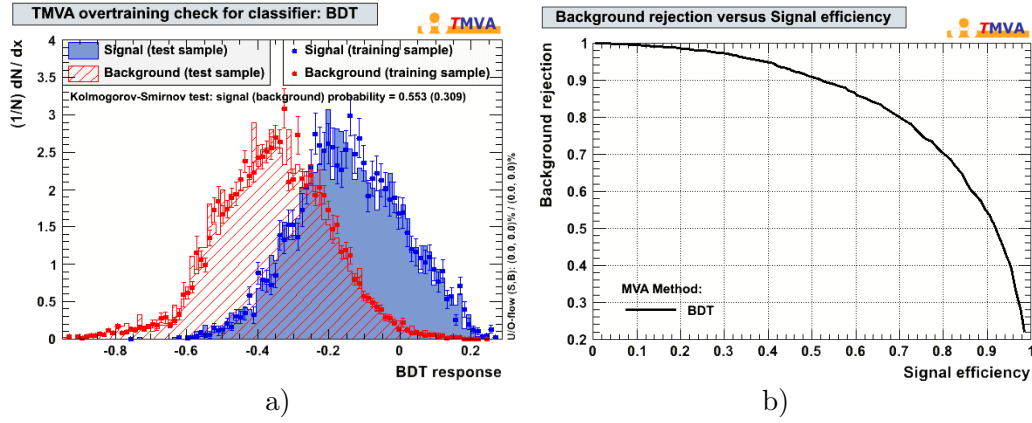 TMVA overtraining check for classifier: BDT
TMVA
Signal (test sample)
Background (test sample)
Signal (training sample)
Background (training sample)
Kolmogorov-Smirnov test: signal (background) probability = 0.553 (0.309)
(1/N) dN / dx
4
3.5
3
2.5
2
1.5
1
0.5
0
-0.8
-0.6
-0.4
-0.2
0
0.2
BDT response
U/O-flow (S,B): (0.0, 0.0)% / (0.0, 0.0)%
a)
Background rejection versus Signal efficiency
TMVA
Background rejection
1
0.9
0.8
0.7
0.6
0.5
0.4
0.3
0.2
MVA Method:
BDT
0
0.1
0.2
0.3
0.4
0.5
0.6
0.7
0.8
0.9
1
Signal efficiency
b)